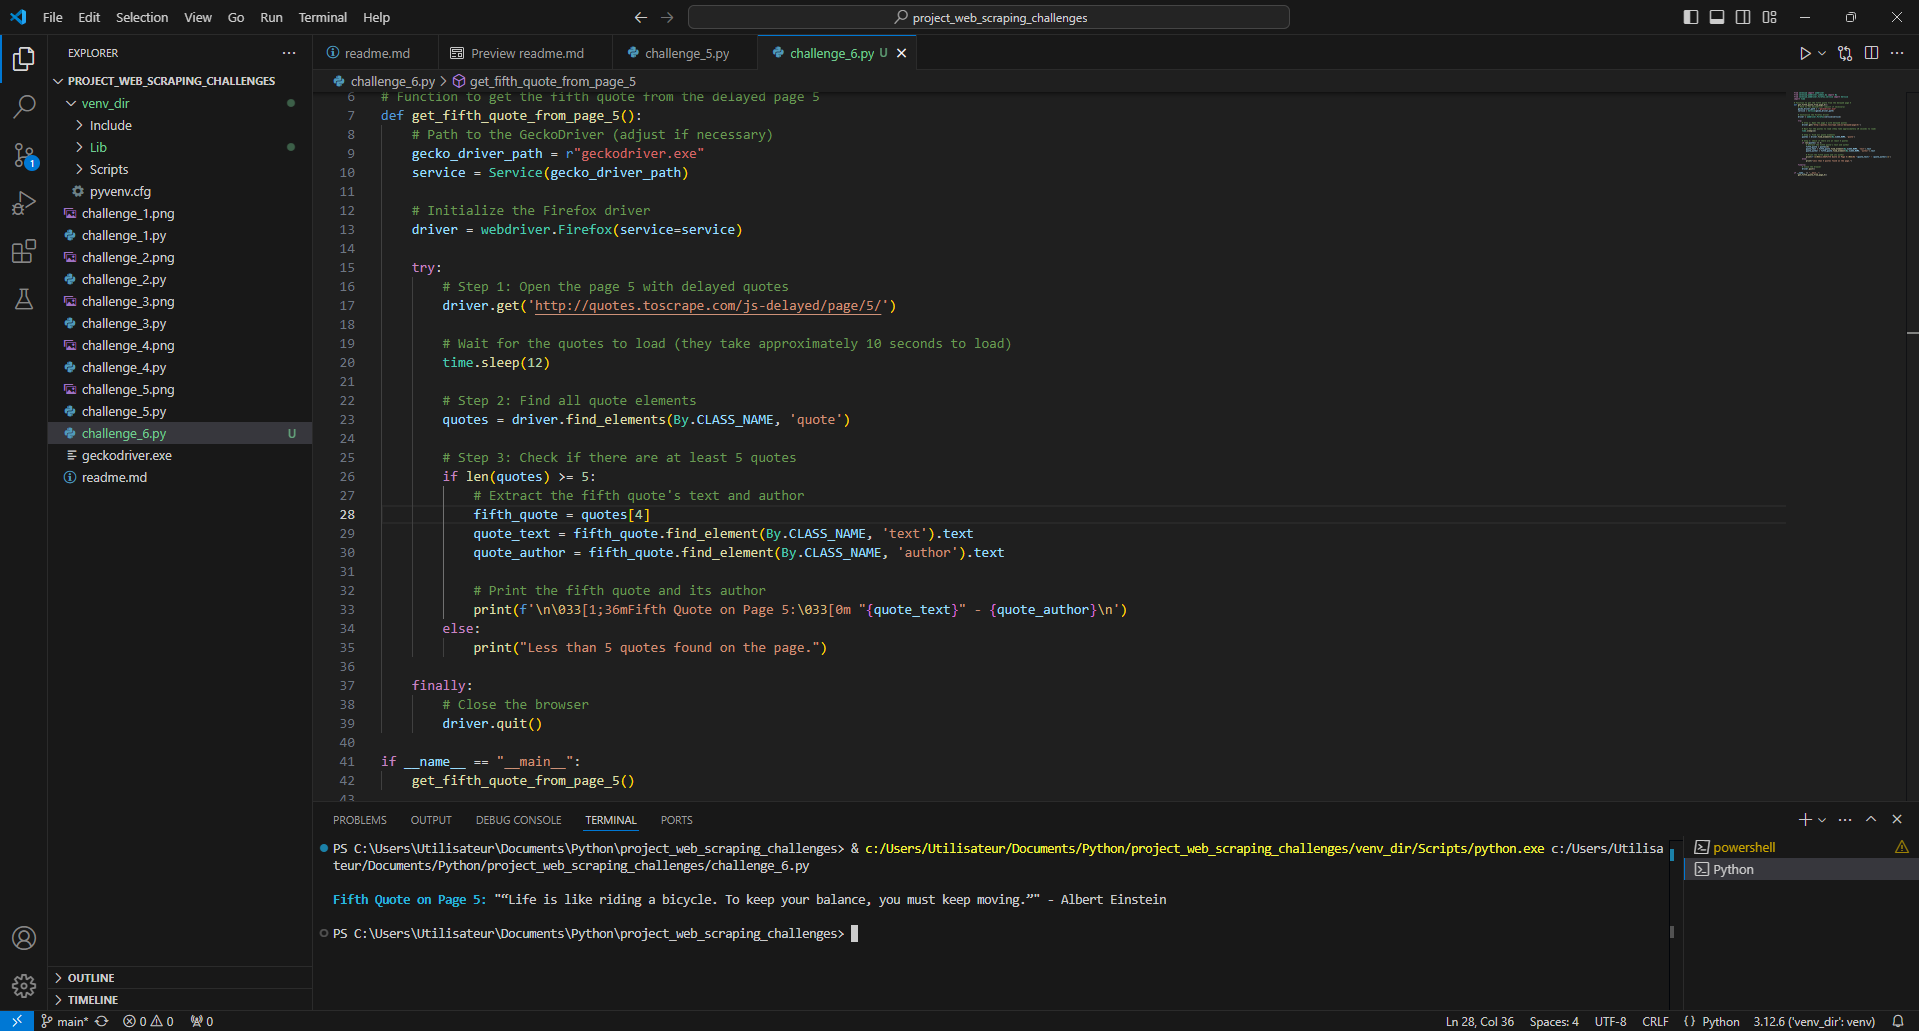 File Edit Selection View Go Run Terminal Help
project_web_scraping_challenges
EXPLORER
PROJECT_WEB_SCRAPING_CHALLENGES
venv_dir
Include
Lib
Scripts
pyvenv.cfg
challenge_1.png
challenge_1.py
challenge_2.png
challenge_2.py
challenge_3.png
challenge_3.py
challenge_4.png
challenge_4.py
challenge_5.png
challenge_5.py
challenge_6.py U
geckodriver.exe
readme.md
OUTLINE
TIMELINE
1
readme.md Preview readme.md challenge_5.py challenge_6.py U
challenge_6.py > get_fifth_quote_from_page_5
6 # Function to get the fifth quote from the delayed page 5
7 def get_fifth_quote_from_page_5():
8 # Path to the GeckoDriver (adjust if necessary)
9 gecko_driver_path = r"geckodriver.exe"
10 service = Service(gecko_driver_path)
11
12 # Initialize the Firefox driver
13 driver = webdriver.Firefox(service=service)
14
15 try:
16 # Step 1: Open the page 5 with delayed quotes
17 driver.get('http://quotes.toscrape.com/js-delayed/page/5/')
18
19 # Wait for the quotes to load (they take approximately 10 seconds to load)
20 time.sleep(12)
21
22 # Step 2: Find all quote elements
23 quotes = driver.find_elements(By.CLASS_NAME, 'quote')
24
25 # Step 3: Check if there are at least 5 quotes
26 if len(quotes) >= 5:
27 # Extract the fifth quote's text and author
28 fifth_quote = quotes[4]
29 quote_text = fifth_quote.find_element(By.CLASS_NAME, 'text').text
30 quote_author = fifth_quote.find_element(By.CLASS_NAME, 'author').text
31
32 # Print the fifth quote and its author
33 print(f'\n\033[1;36mFifth Quote on Page 5:\033[0m "{quote_text}" - {quote_author}\n')
34 else:
35 print("Less than 5 quotes found on the page.")
36
37 finally:
38 # Close the browser
39 driver.quit()
40
41 if __name__ == "__main__":
42 get_fifth_quote_from_page_5()
43
PROBLEMS OUTPUT DEBUG CONSOLE TERMINAL PORTS
PS C:\Users\Utilisateur\Documents\Python\project_web_scraping_challenges> & c:/Users/Utilisateur/Documents/Python/project_web_scraping_challenges/venv_dir/Scripts/python.exe c:/Users/Utilisa
teur/Documents/Python/project_web_scraping_challenges/challenge_6.py
Fifth Quote on Page 5: "“Life is like riding a bicycle. To keep your balance, you must keep moving.”" - Albert Einstein
PS C:\Users\Utilisateur\Documents\Python\project_web_scraping_challenges>
powershell
Python
main* 0 0 0
Ln 28, Col 36 Spaces: 4 UTF-8 CRLF Python 3.12.6 ('venv_dir': venv)